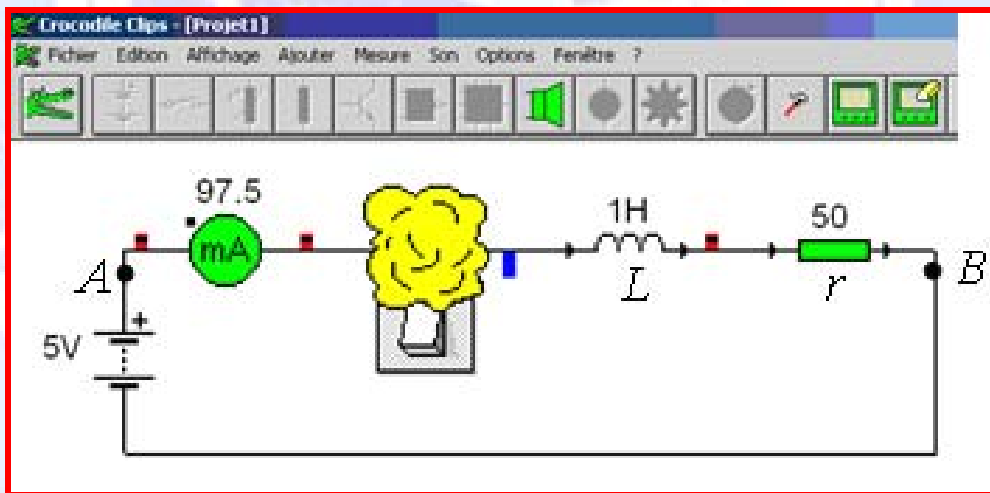 Crocodile Clips - [Projet1]
Fichier Edition Affichage Ajouter Mesure Son Options Fenêtre ?
97.5
mA
1H
50
A
L
r
B
+
5V